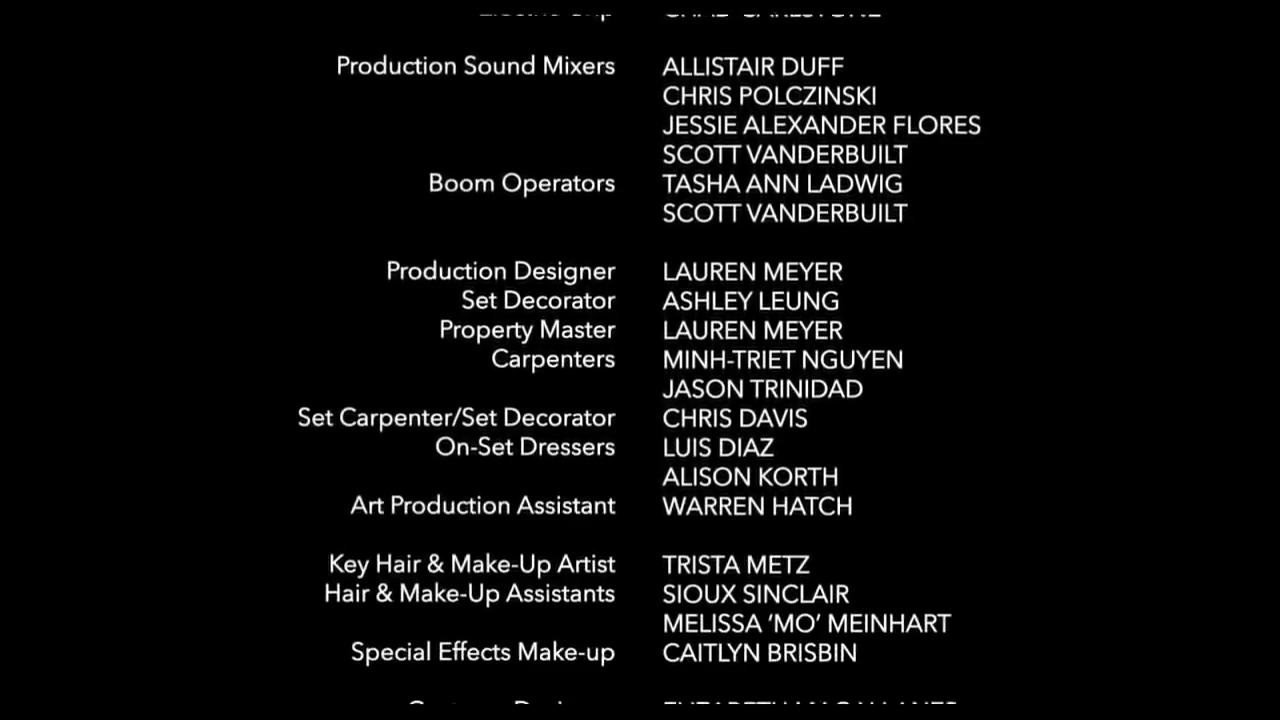 Production Sound Mixers ALLISTAIR DUFF
CHRIS POLCZINSKI
JESSIE ALEXANDER FLORES
SCOTT VANDERBUILT
Boom Operators TASHA ANN LADWIG
SCOTT VANDERBUILT
Production Designer LAUREN MEYER
Set Decorator ASHLEY LEUNG
Property Master LAUREN MEYER
Carpenters MINH-TRIET NGUYEN
JASON TRINIDAD
Set Carpenter/Set Decorator CHRIS DAVIS
On-Set Dressers LUIS DIAZ
ALISON KORTH
Art Production Assistant WARREN HATCH
Key Hair & Make-Up Artist TRISTA METZ
Hair & Make-Up Assistants SIOUX SINCLAIR
MELISSA ‘MO’ MEINHART
Special Effects Make-up CAITLYN BRISBIN